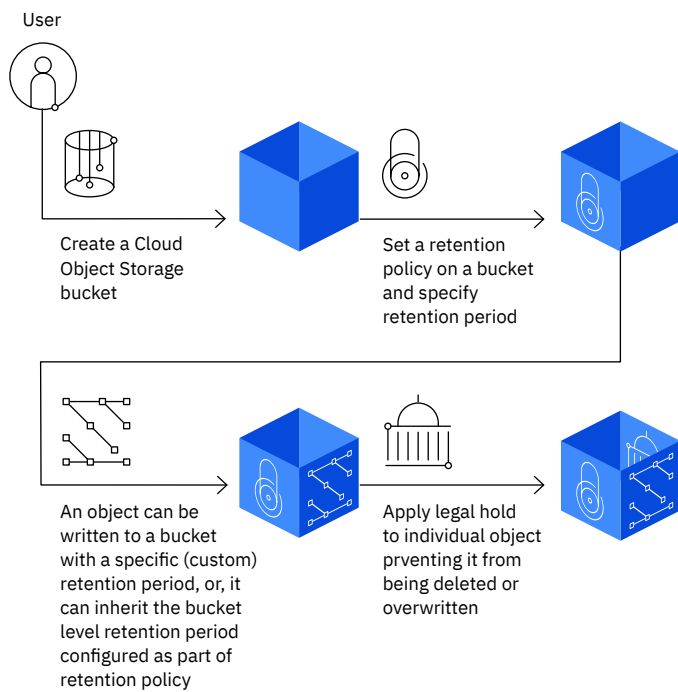 User
Create a Cloud
Object Storage
bucket
Set a retention
policy on a bucket
and specify
retention period
An object can be
written to a bucket
with a specific (custom)
retention period, or, it
can inherit the bucket
level retention period
configured as part of
retention policy
Apply legal hold
to individual object
prventing it from
being deleted or
overwritten